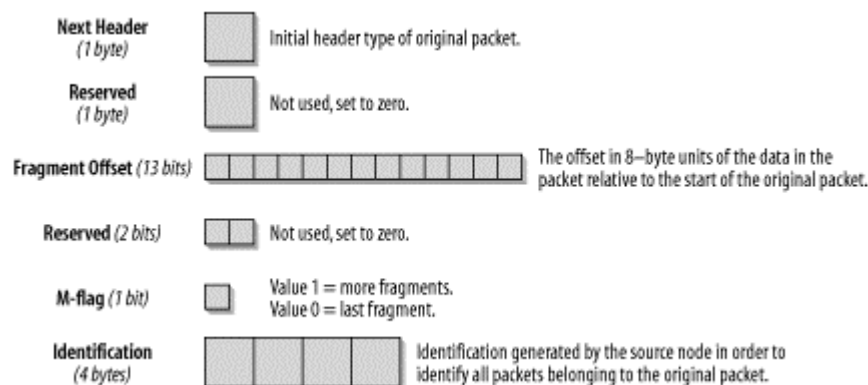 Next Header
(1 byte)
Initial header type of original packet.
Reserved
(1 byte)
Not used, set to zero.
Fragment Offset (13 bits)
The offset in 8–byte units of the data in the
packet relative to the start of the original packet.
Reserved (2 bits)
Not used, set to zero.
M-flag (1 bit)
Value 1 = more fragments.
Value 0 = last fragment.
Identification
(4 bytes)
Identification generated by the source node in order to
identify all packets belonging to the original packet.